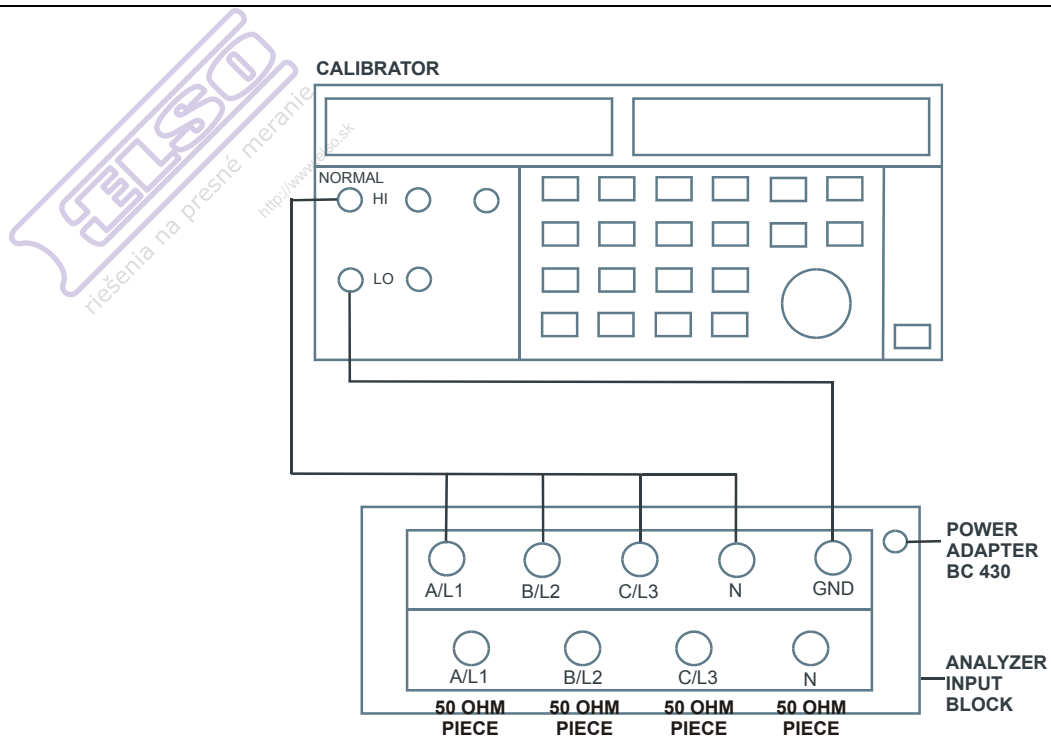 CALIBRATOR
ELSO
riešenia na presné meranie
http://www.elso.sk
NORMAL
HI
LO
A/L1 B/L2 C/L3 N GND
POWER
ADAPTER
BC 430
A/L1 B/L2 C/L3 N
ANALYZER
INPUT
BLOCK
50 OHM 50 OHM 50 OHM 50 OHM
PIECE PIECE PIECE PIECE